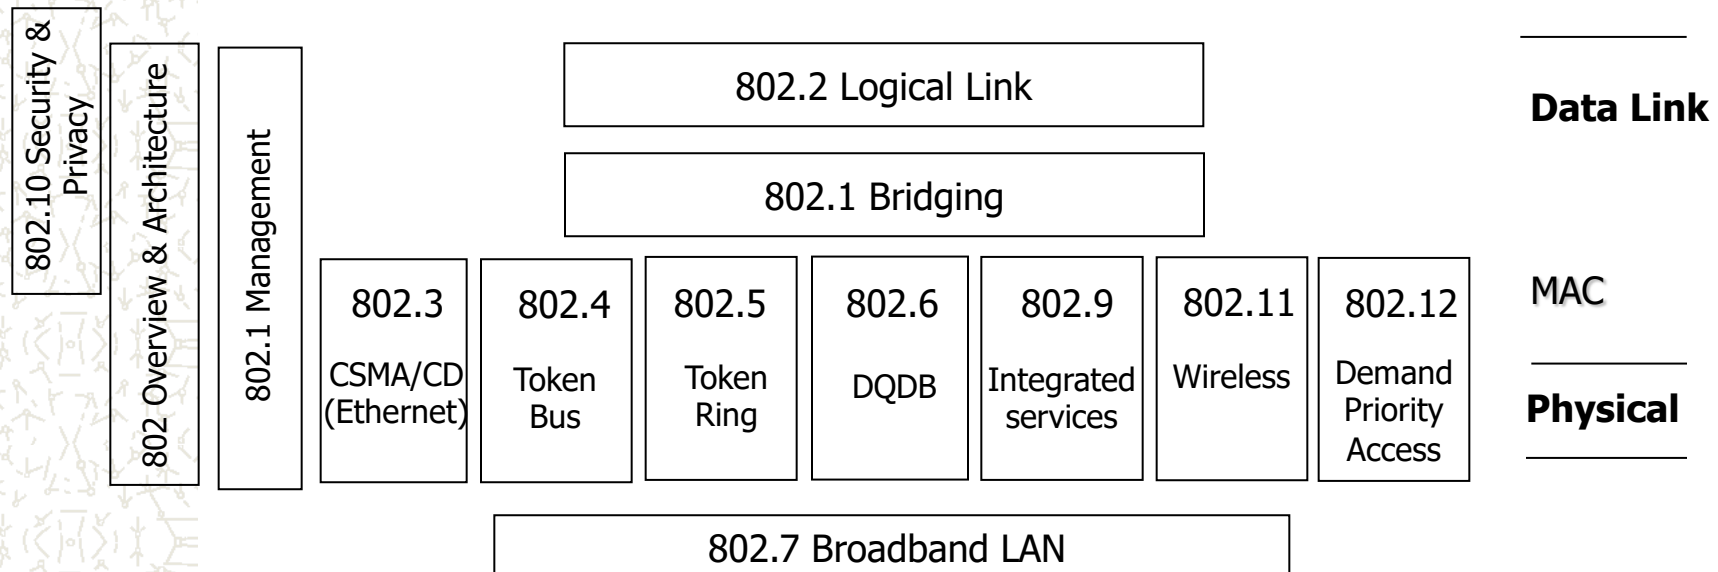 802.10 Security &
Privacy
802 Overview & Architecture
802.1 Management
802.2 Logical Link
802.1 Bridging
802.3
CSMA/CD
(Ethernet)
802.4
Token
Bus
802.5
Token
Ring
802.6
DQDB
802.9
Integrated
services
802.11
Wireless
802.12
Demand
Priority
Access
802.7 Broadband LAN
Data Link
MAC
Physical